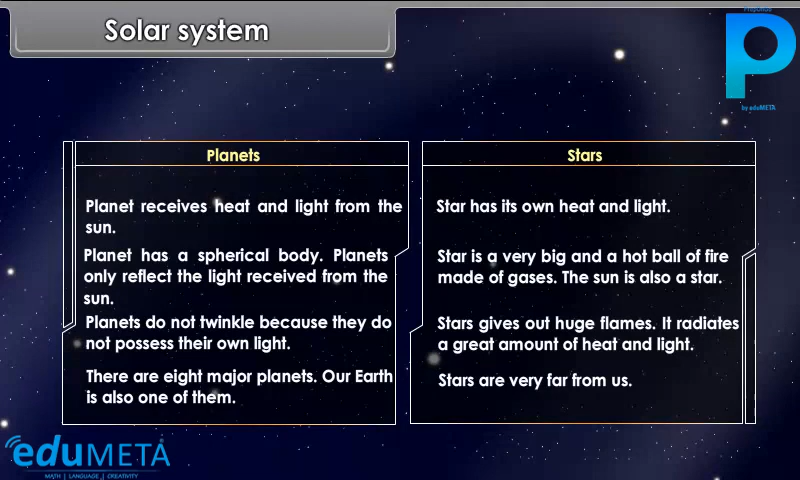 Solar system
Preponole
by eduMETA
Planets
Planet receives heat and light from the
sun.
Planet has a spherical body. Planets
only reflect the light received from the
sun.
Planets do not twinkle because they do
not possess their own light.
There are eight major planets. Our Earth
is also one of them.
Stars
Star has its own heat and light.
Star is a very big and a hot ball of fire
made of gases. The sun is also a star.
Stars gives out huge flames. It radiates
a great amount of heat and light.
Stars are very far from us.
eduMETA
MATH | LANGUAGE | CREATIVITY